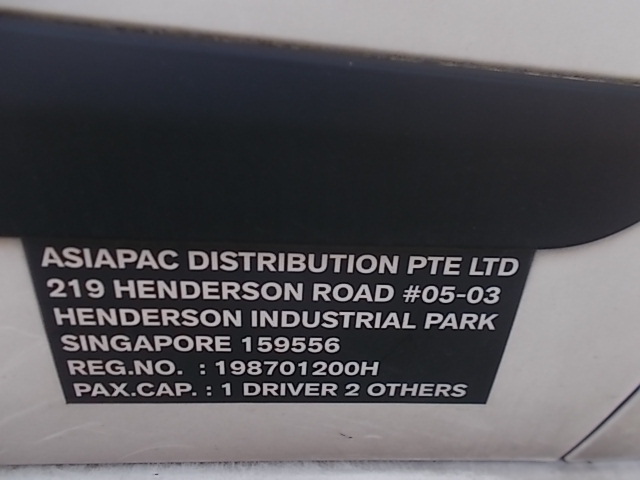 ASIAPAC DISTRIBUTION PTE LTD
219 HENDERSON ROAD #05-03
HENDERSON INDUSTRIAL PARK
SINGAPORE 159556
REG.NO. : 198701200H
PAX.CAP. : 1 DRIVER 2 OTHERS